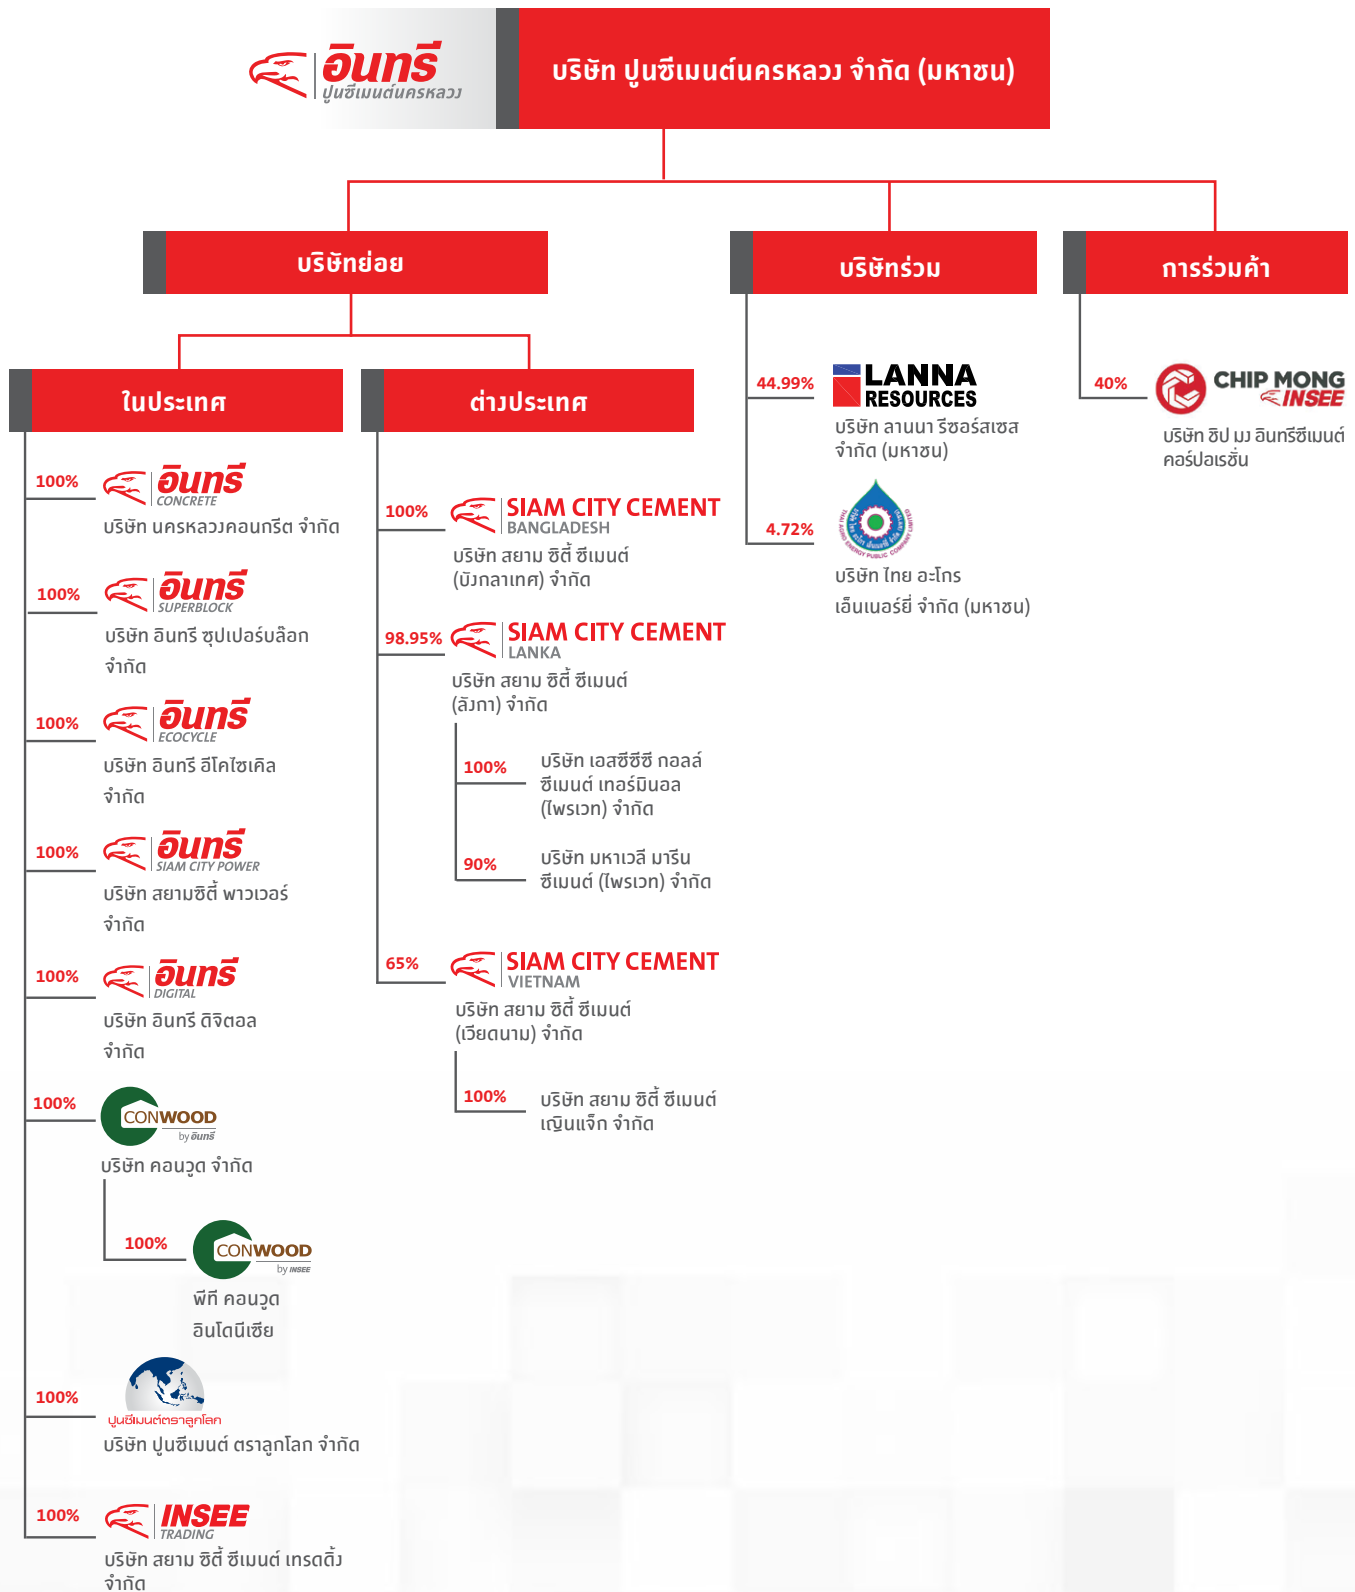 อินทรี
ปูนซีเมนต์นครหลวง
บริษัท ปูนซีเมนต์นครหลวง จำกัด (มหาชน)
บริษัทย่อย
บริษัทร่วม
การร่วมค้า
ในประเทศ
ต่างประเทศ
100%
อินทรี
CONCRETE
บริษัท นครหลวงคอนกรีต จำกัด
100%
อินทรี
SUPERBLOCK
บริษัท อินทรี ซุปเปอร์บล๊อก
จำกัด
100%
อินทรี
ECOCYCLE
บริษัท อินทรี อีโคไซเคิล
จำกัด
100%
อินทรี
SIAM CITY POWER
บริษัท สยามซิตี้ พาวเวอร์
จำกัด
100%
อินทรี
DIGITAL
บริษัท อินทรี ดิจิตอล
จำกัด
100%
CONWOOD
by อินทรี
บริษัท คอนวูด จำกัด
100%
CONWOOD
by INSEE
พีที คอนวูด
อินโดนีเซีย
100%
ปูนซีเมนต์ตราลูกโลก
บริษัท ปูนซีเมนต์ ตราลูกโลก จำกัด
100%
INSEE
TRADING
บริษัท สยาม ซิตี้ ซีเมนต์ เทรดดิ้ง
จำกัด
100%
SIAM CITY CEMENT
BANGLADESH
บริษัท สยาม ซิตี้ ซีเมนต์
(บังกลาเทศ) จำกัด
98.95%
SIAM CITY CEMENT
LANKA
บริษัท สยาม ซิตี้ ซีเมนต์
(ลังกา) จำกัด
100%
บริษัท เอสซีซีซี กอลล์
ซีเมนต์ เทอร์มินอล
(ไพรเวท) จำกัด
90%
บริษัท มหาเวลี มารีน
ซีเมนต์ (ไพรเวท) จำกัด
65%
SIAM CITY CEMENT
VIETNAM
บริษัท สยาม ซิตี้ ซีเมนต์
(เวียดนาม) จำกัด
100%
บริษัท สยาม ซิตี้ ซีเมนต์
เญินแจ็ก จำกัด
44.99%
LANNA
RESOURCES
บริษัท ลานนา รีซอร์สเซส
จำกัด (มหาชน)
4.72%
THAI AGRO ENERGY PUBLIC COMPANY LIMITED
บริษัท ไทย อะโกร
เอ็นเนอร์ยี่ จำกัด (มหาชน)
40%
CHIP MONG
INSEE
บริษัท ชิป มง อินทรีซีเมนต์
คอร์ปอเรชั่น